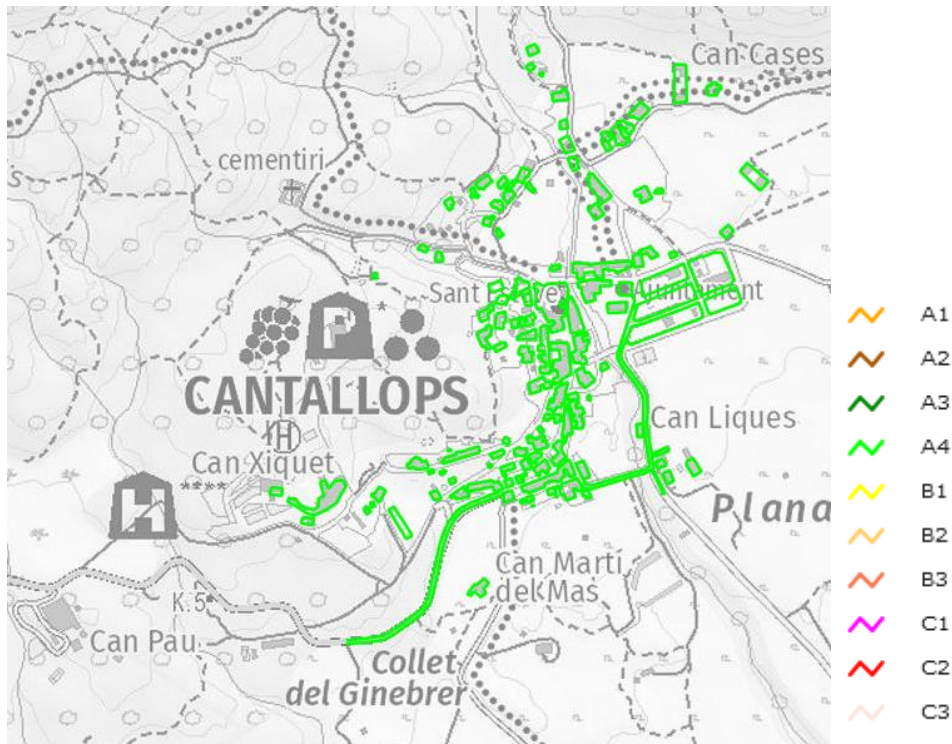 Can Cases
cementiri
s
Sant Esteve
Ajuntament
P
*
CANTALLOPS
H
Can Xiquet
****
H
Can Liques
Plana
Can Martí
del Mas
K.5
Can Pau
Collet
del Ginebrer
A1
A2
A3
A4
B1
B2
B3
C1
C2
C3